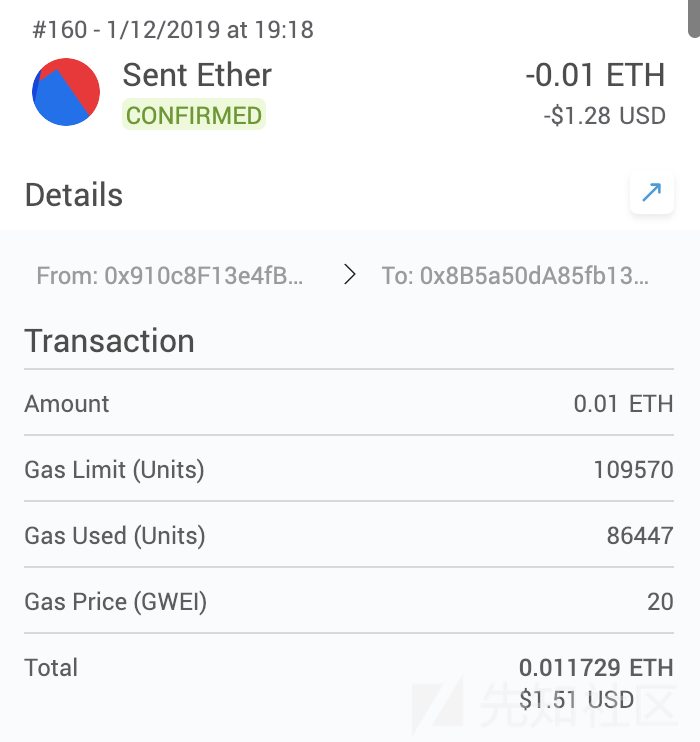 #160 - 1/12/2019 at 19:18
Sent Ether
-0.01 ETH
CONFIRMED
-$1.28 USD
Details
From: 0x910c8F13e4fB...
To: 0x8B5a50dA85fb13...
Transaction
Amount
0.01 ETH
Gas Limit (Units)
109570
Gas Used (Units)
86447
Gas Price (GWEI)
20
Total
0.011729 ETH
$1.51 USD
先知社区